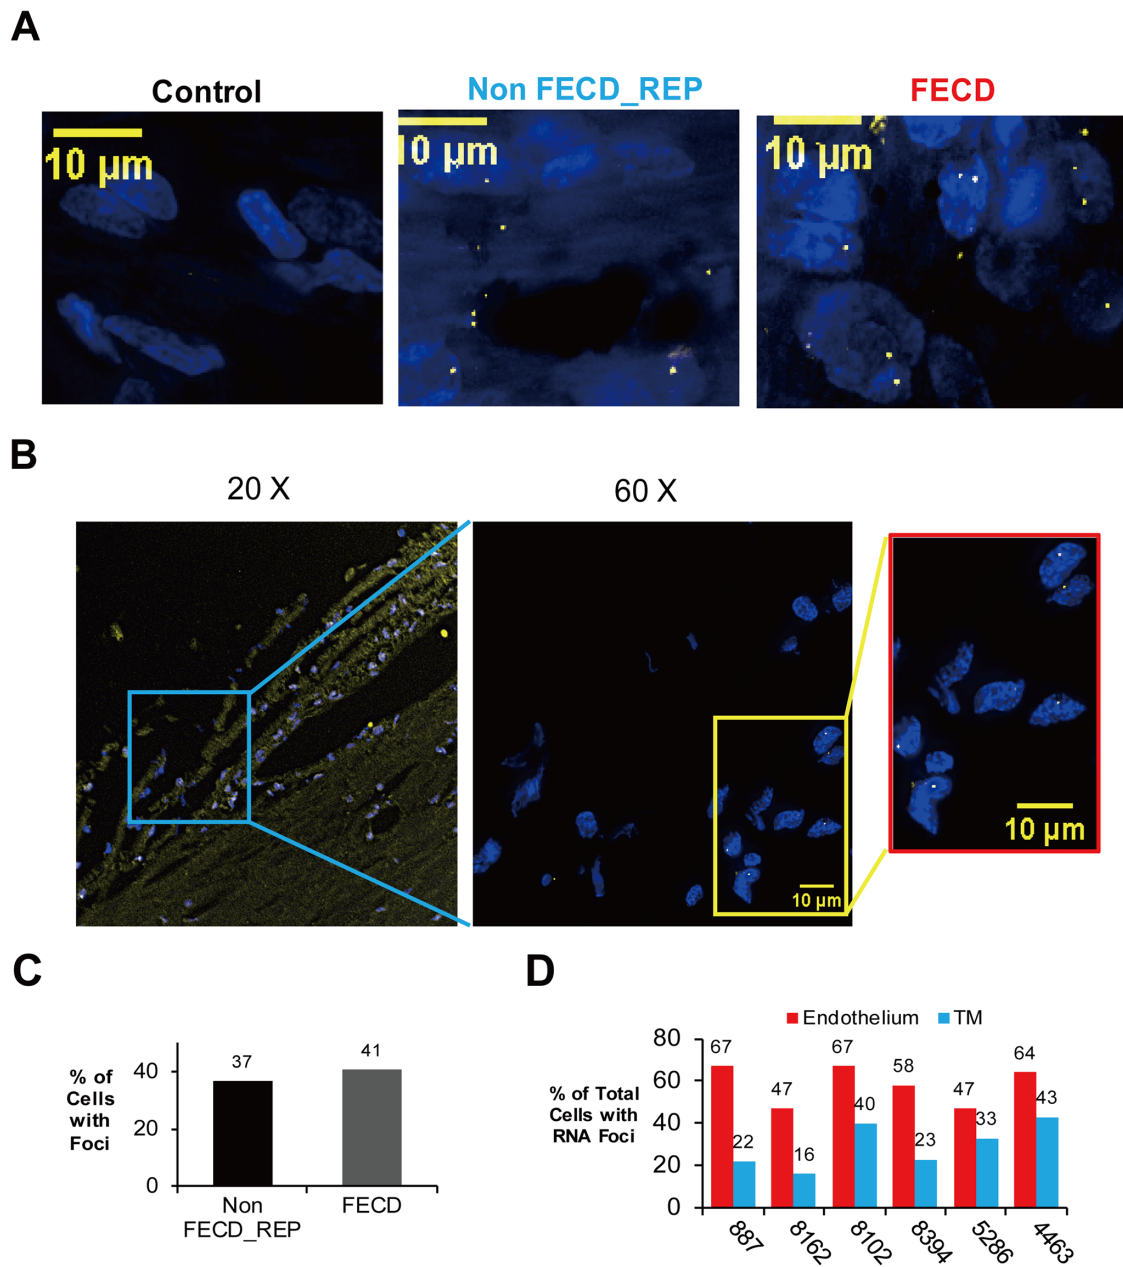 A
Control
Non FECD_REP
FECD
10 µm
10 µm
10 µm
B
20 X
60 X
10 µm
10 µm
C
D
% of
Cells
with
Foci
40
20
0
37
41
Non
FECD_REP
FECD
Endothelium
TM
% of Total
Cells with
RNA Foci
80
60
40
20
0
67
22
47
16
67
40
58
23
47
33
64
43
887
8162
8102
8394
5286
4463